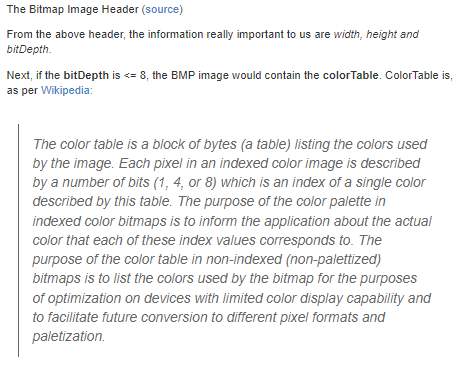 The Bitmap Image Header (source)
From the above header, the information really important to us are width, height and
bitDepth.
Next, if the bitDepth is <= 8, the BMP image would contain the colorTable. ColorTable is,
as per Wikipedia:
The color table is a block of bytes (a table) listing the colors used
by the image. Each pixel in an indexed color image is described
by a number of bits (1, 4, or 8) which is an index of a single color
described by this table. The purpose of the color palette in
indexed color bitmaps is to inform the application about the actual
color that each of these index values corresponds to. The
purpose of the color table in non-indexed (non-palettized)
bitmaps is to list the colors used by the bitmap for the purposes
of optimization on devices with limited color display capability and
to facilitate future conversion to different pixel formats and
paletization.